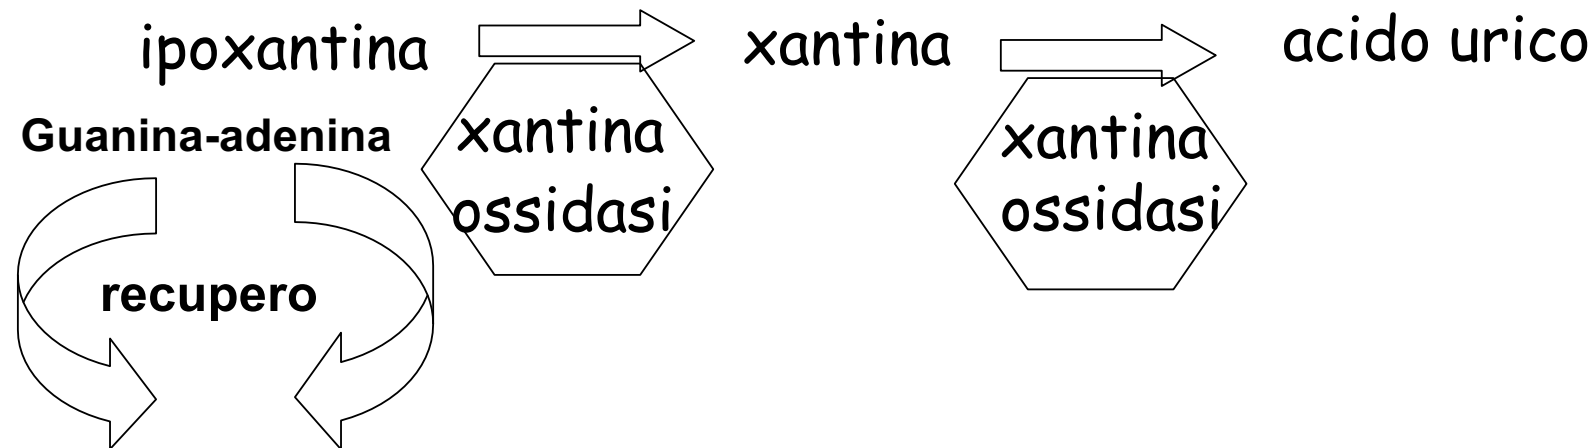 ipoxantina
xantina
acido urico
Guanina-adenina
xantina
ossidasi
xantina
ossidasi
recupero